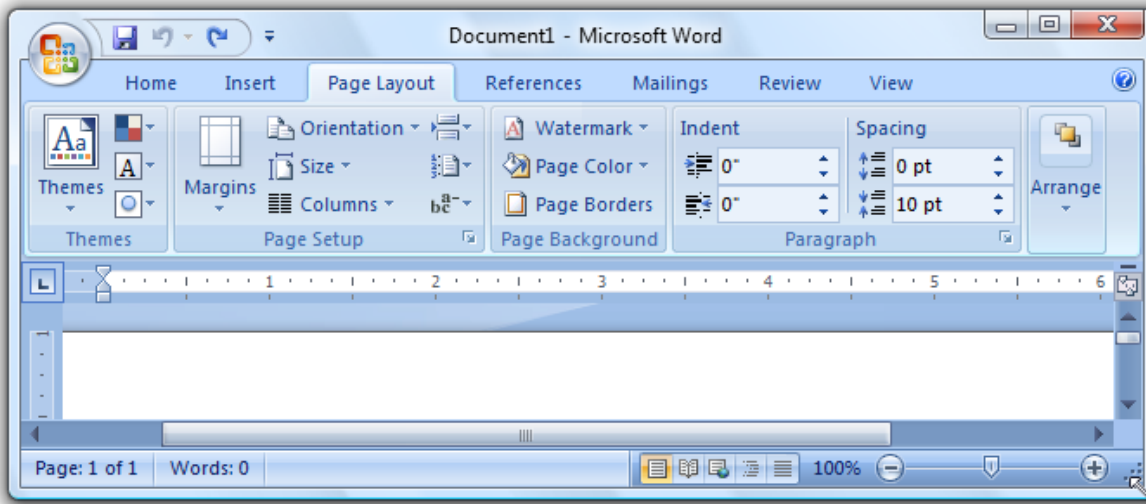 Document1 - Microsoft Word
Home Insert Page Layout References Mailings Review View
Aa Orientation Watermark Indent Spacing
A Size Page Color 0" 0 pt
Themes Margins Columns Page Borders 0" 10 pt Arrange
Themes Page Setup Page Background Paragraph
1 2 3 4 5 6
Page: 1 of 1 Words: 0 100%